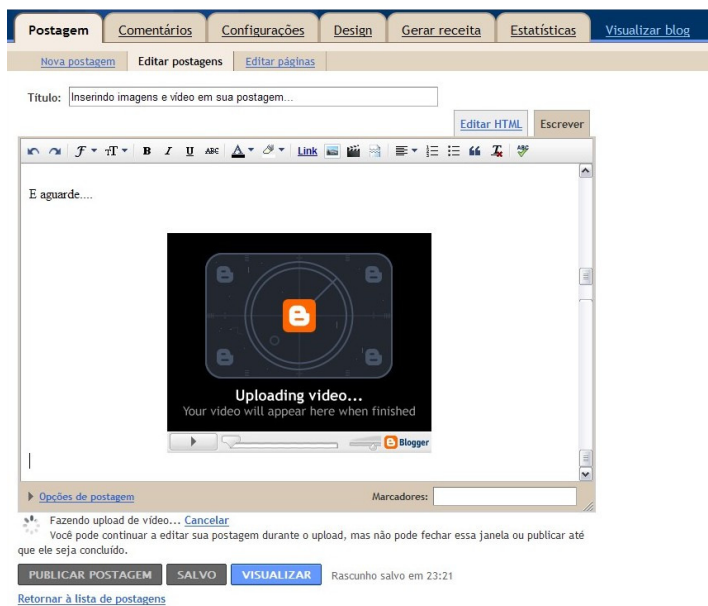 Postagem Comentários Configurações Design Gerar receita Estatísticas Visualizar blog
Nova postagem Editar postagens Editar páginas
Título: Inserindo imagens e vídeo em sua postagem...
Editar HTML Escrever
F T B I U ABC A Link ABC
E aguarde....
Uploading video...
Your video will appear here when finished
Blogger
Opções de postagem Marcadores:
Fazendo upload de vídeo... Cancelar
Você pode continuar a editar sua postagem durante o upload, mas não pode fechar essa janela ou publicar até
que ele seja concluído.
PUBLICAR POSTAGEM SALVO VISUALIZAR Rascunho salvo em 23:21
Retornar à lista de postagens